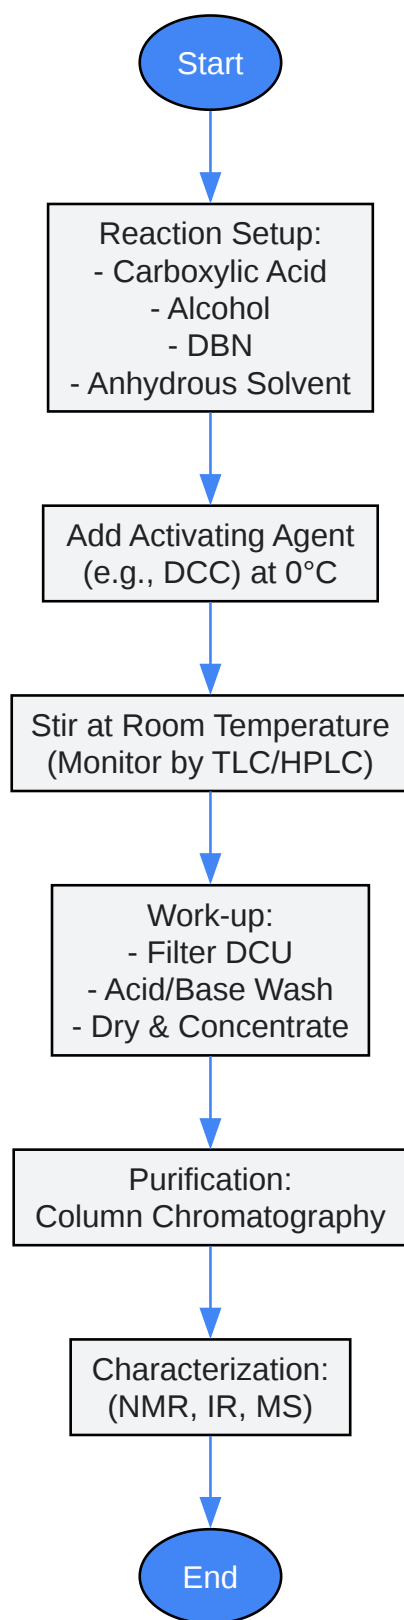 Start
Reaction Setup:
- Carboxylic Acid
- Alcohol
- DBN
- Anhydrous Solvent
Add Activating Agent
(e.g., DCC) at 0°C
Stir at Room Temperature
(Monitor by TLC/HPLC)
Work-up:
- Filter DCU
- Acid/Base Wash
- Dry & Concentrate
Purification:
Column Chromatography
Characterization:
(NMR, IR, MS)
End